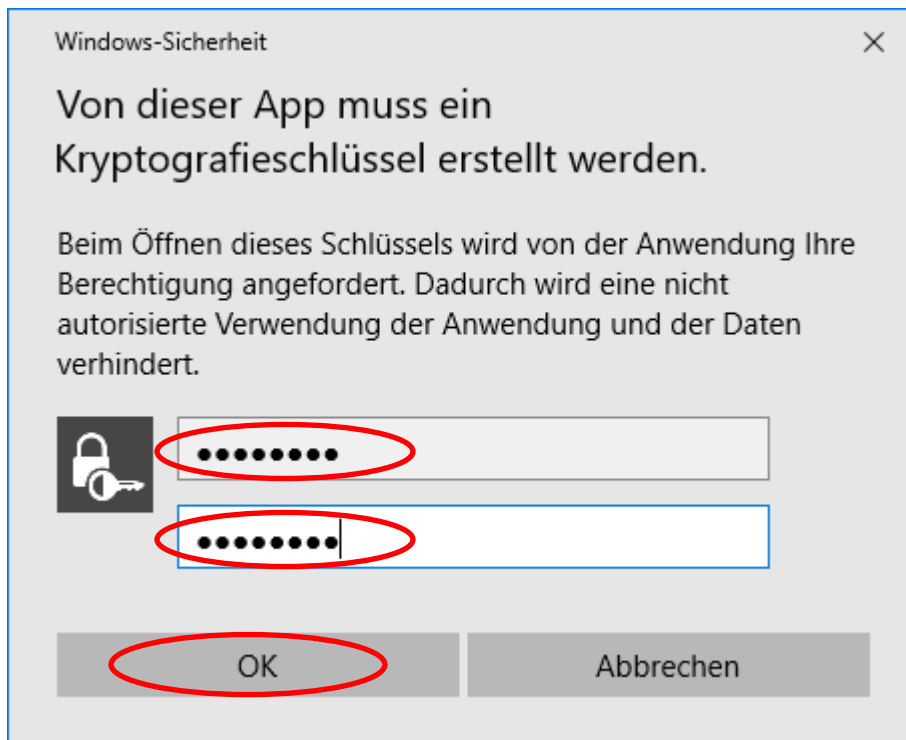 Windows-Sicherheit
Von dieser App muss ein
Kryptografieschlüssel erstellt werden.
Beim Öffnen dieses Schlüssels wird von der Anwendung Ihre
Berechtigung angefordert. Dadurch wird eine nicht
autorisierte Verwendung der Anwendung und der Daten
verhindert.
●●●●●●●●
●●●●●●●●
OK
Abbrechen